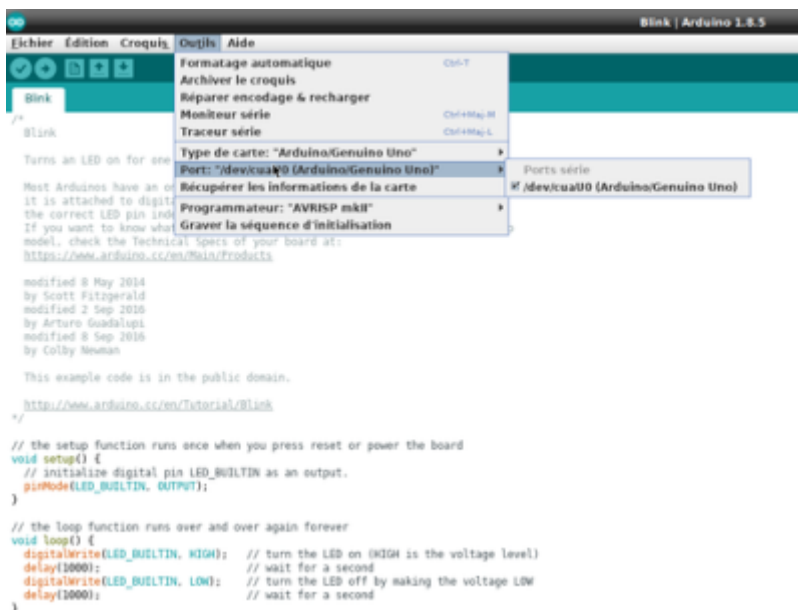 Blink | Arduino 1.8.5
Fichier Édition Croquis Outils Aide
Formatage automatique Ctrl-T
Archiver le croquis
Réparer encodage & recharger
Moniteur série Ctrl+Maj-M
Traceur série Ctrl+Maj-L
Type de carte: "Arduino/Genuino Uno"
Port: "/dev/cuaU0 (Arduino/Genuino Uno)"
Récupérer les informations de la carte
Programmateur: "AVRISP mkII"
Graver la séquence d'initialisation
Ports série
/dev/cuaU0 (Arduino/Genuino Uno)
Blink
/*
Blink
Turns an LED on for one
Most Arduinos have an
it is attached to
the correct LED pin
If you want to know
model, check the Technical Specs of your board at:
https://www.arduino.cc/en/Main/Products
modified 8 May 2014
by Scott Fitzgerald
modified 2 Sep 2016
by Arturo Guadalupi
modified 8 Sep 2016
by Colby Newman
This example code is in the public domain.
http://www.arduino.cc/en/Tutorial/Blink
*/
// the setup function runs once when you press reset or power the board
void setup() {
// initialize digital pin LED_BUILTIN as an output.
pinMode(LED_BUILTIN, OUTPUT);
}
// the loop function runs over and over again forever
void loop() {
digitalWrite(LED_BUILTIN, HIGH); // turn the LED on (HIGH is the voltage level)
delay(1000); // wait for a second
digitalWrite(LED_BUILTIN, LOW); // turn the LED off by making the voltage LOW
delay(1000); // wait for a second
}